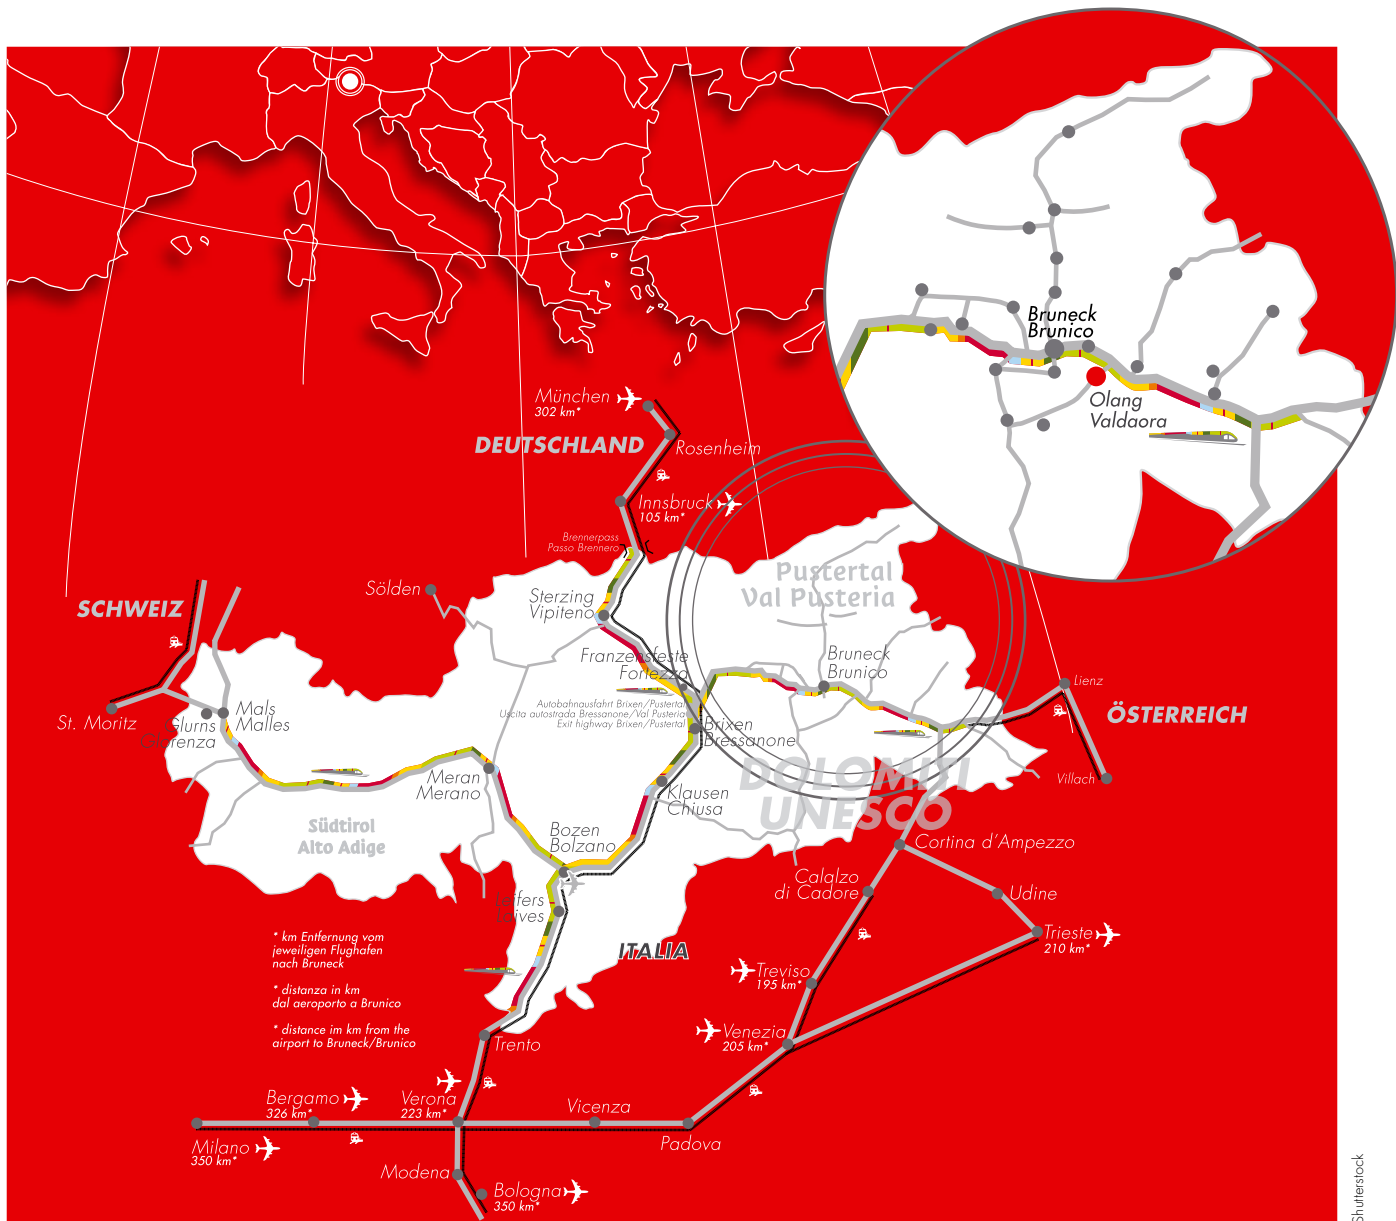 Bruneck
Brunico
Olang
Valdaora
München
302 km*
DEUTSCHLAND
Rosenheim
Innsbruck
105 km*
Brennerpass
Passo Brennero
Pustertal
Val Pusteria
Sölden
SCHWEIZ
Sterzing
Vipiteno
Franzensfeste
Fortezza
Bruneck
Brunico
Lienz
ÖSTERREICH
Autobahnausfahrt Brixen/Pustertal
Uscita autostrada Bressanone/Val Pusteria
Exit highway Brixen/Pustertal
St. Moritz
Glurns
Glorenza
Mals
Malles
Brixen
Bressanone
Villach
DOLOMITI
UNESCO
Meran
Merano
Klausen
Chiusa
Südtirol
Alto Adige
Bozen
Bolzano
Cortina d'Ampezzo
Calalzo
di Cadore
Udine
Leifers
Laives
Trieste
210 km*
ITALIA
* km Entfernung vom
jeweiligen Flughafen
nach Bruneck
* distanza in km
dal aeroporto a Brunico
* distance im km from the
airport to Bruneck/Brunico
Treviso
195 km*
Venezia
205 km*
Trento
Bergamo
326 km*
Verona
223 km*
Vicenza
Padova
Milano
350 km*
Modena
Bologna
350 km*
Shutterstock